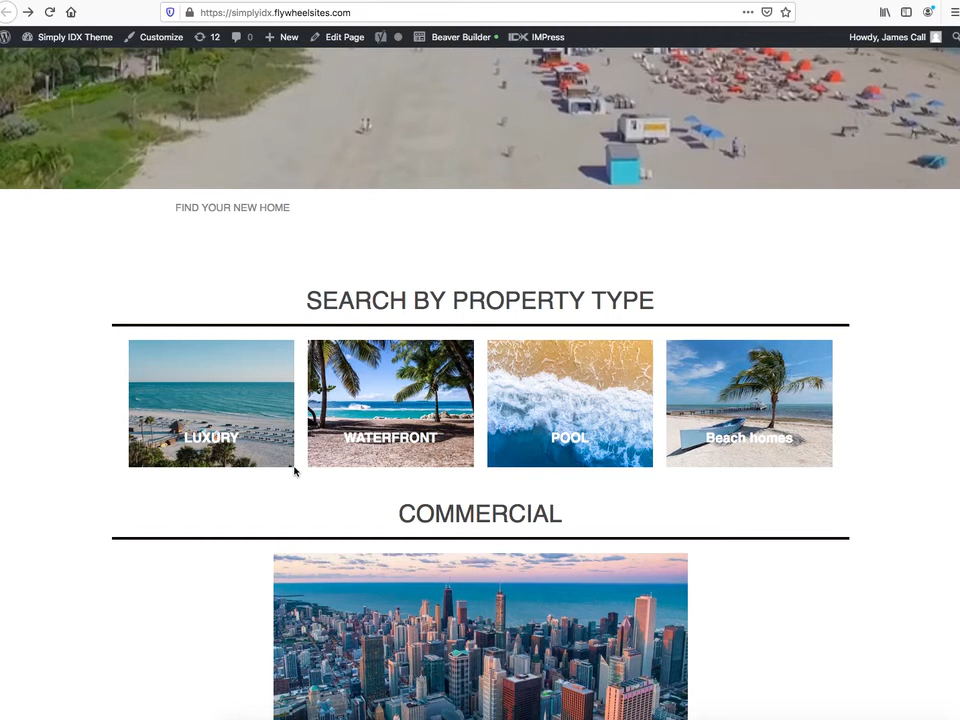 https://simplyidx.flywheelsites.com
Simply IDX Theme Customize 12 0 New Edit Page Beaver Builder IDX IMPress Howdy, James Call
FIND YOUR NEW HOME
SEARCH BY PROPERTY TYPE
LUXURY WATERFRONT POOL Beach homes
COMMERCIAL